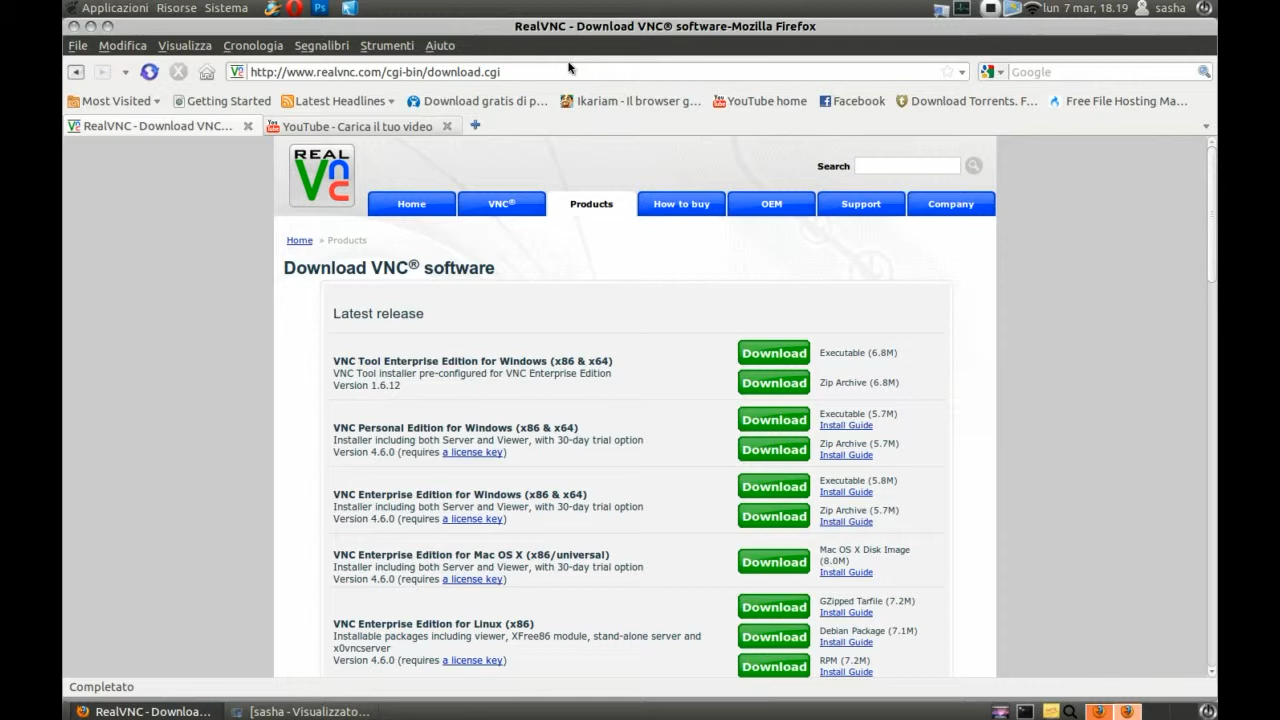 Applicazioni Risorse Sistema Ps lun 7 mar, 18.19 sasha
RealVNC - Download VNC® software-Mozilla Firefox
File Modifica Visualizza Cronologia Segnalibri Strumenti Aiuto
http://www.realvnc.com/cgi-bin/download.cgi Google
Most Visited Getting Started Latest Headlines Download gratis di p... Ikariam - Il browser g... YouTube home Facebook Download Torrents. F... Free File Hosting Ma...
RealVNC - Download VNC... YouTube - Carica il tuo video
REAL
Vnc
Search
Home VNC® Products How to buy OEM Support Company
Home » Products
Download VNC® software
Latest release
VNC Tool Enterprise Edition for Windows (x86 & x64)
VNC Tool installer pre-configured for VNC Enterprise Edition
Version 1.6.12
Download Executable (6.8M)
Download Zip Archive (6.8M)
VNC Personal Edition for Windows (x86 & x64)
Installer including both Server and Viewer, with 30-day trial option
Version 4.6.0 (requires a license key)
Download Executable (5.7M)
Install Guide
Download Zip Archive (5.7M)
Install Guide
VNC Enterprise Edition for Windows (x86 & x64)
Installer including both Server and Viewer, with 30-day trial option
Version 4.6.0 (requires a license key)
Download Executable (5.8M)
Install Guide
Download Zip Archive (5.7M)
Install Guide
VNC Enterprise Edition for Mac OS X (x86/universal)
Installer including both Server and Viewer, with 30-day trial option
Version 4.6.0 (requires a license key)
Download Mac OS X Disk Image
(8.0M)
Install Guide
VNC Enterprise Edition for Linux (x86)
Installable packages including viewer, XFree86 module, stand-alone server and
x0vncserver
Version 4.6.0 (requires a license key)
Download GZipped Tarfile (7.2M)
Install Guide
Download Debian Package (7.1M)
Install Guide
Download RPM (7.2M)
Install Guide
Completato
RealVNC - Downloa... [sasha - Visualizzato...